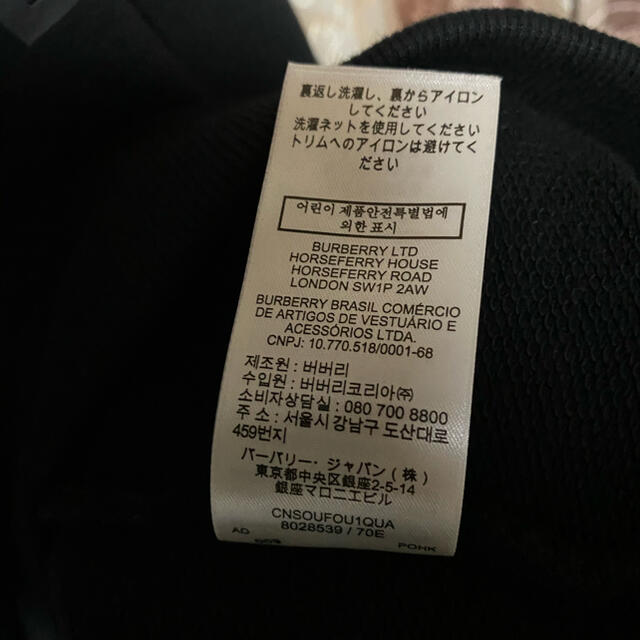 裏返し洗濯し、裏からアイロン
してください
洗濯ネットを使用してください
トリムへのアイロンは避けてく
ださい
어린이 제품안전특별법에
의한 표시
BURBERRY LTD
HORSEFERRY HOUSE
HORSEFERRY ROAD
LONDON SW1P 2AW
BURBERRY BRASIL COMÉRCIO
DE ARTIGOS DE VESTUÁRIO E
ACESSÓRIOS LTDA.
CNPJ: 10.770.518/0001-68
제조원 : 버버리
수입원 : 버버리코리아㈜
소비자상담실 : 080 700 8800
주 소 : 서울시 강남구 도산대로
459번지
バーバリー・ジャパン(株)
東京都中央区銀座2-5-14
銀座マロニエビル
CNSOUFOU1QUA
8028539 / 70E
AD
POHK